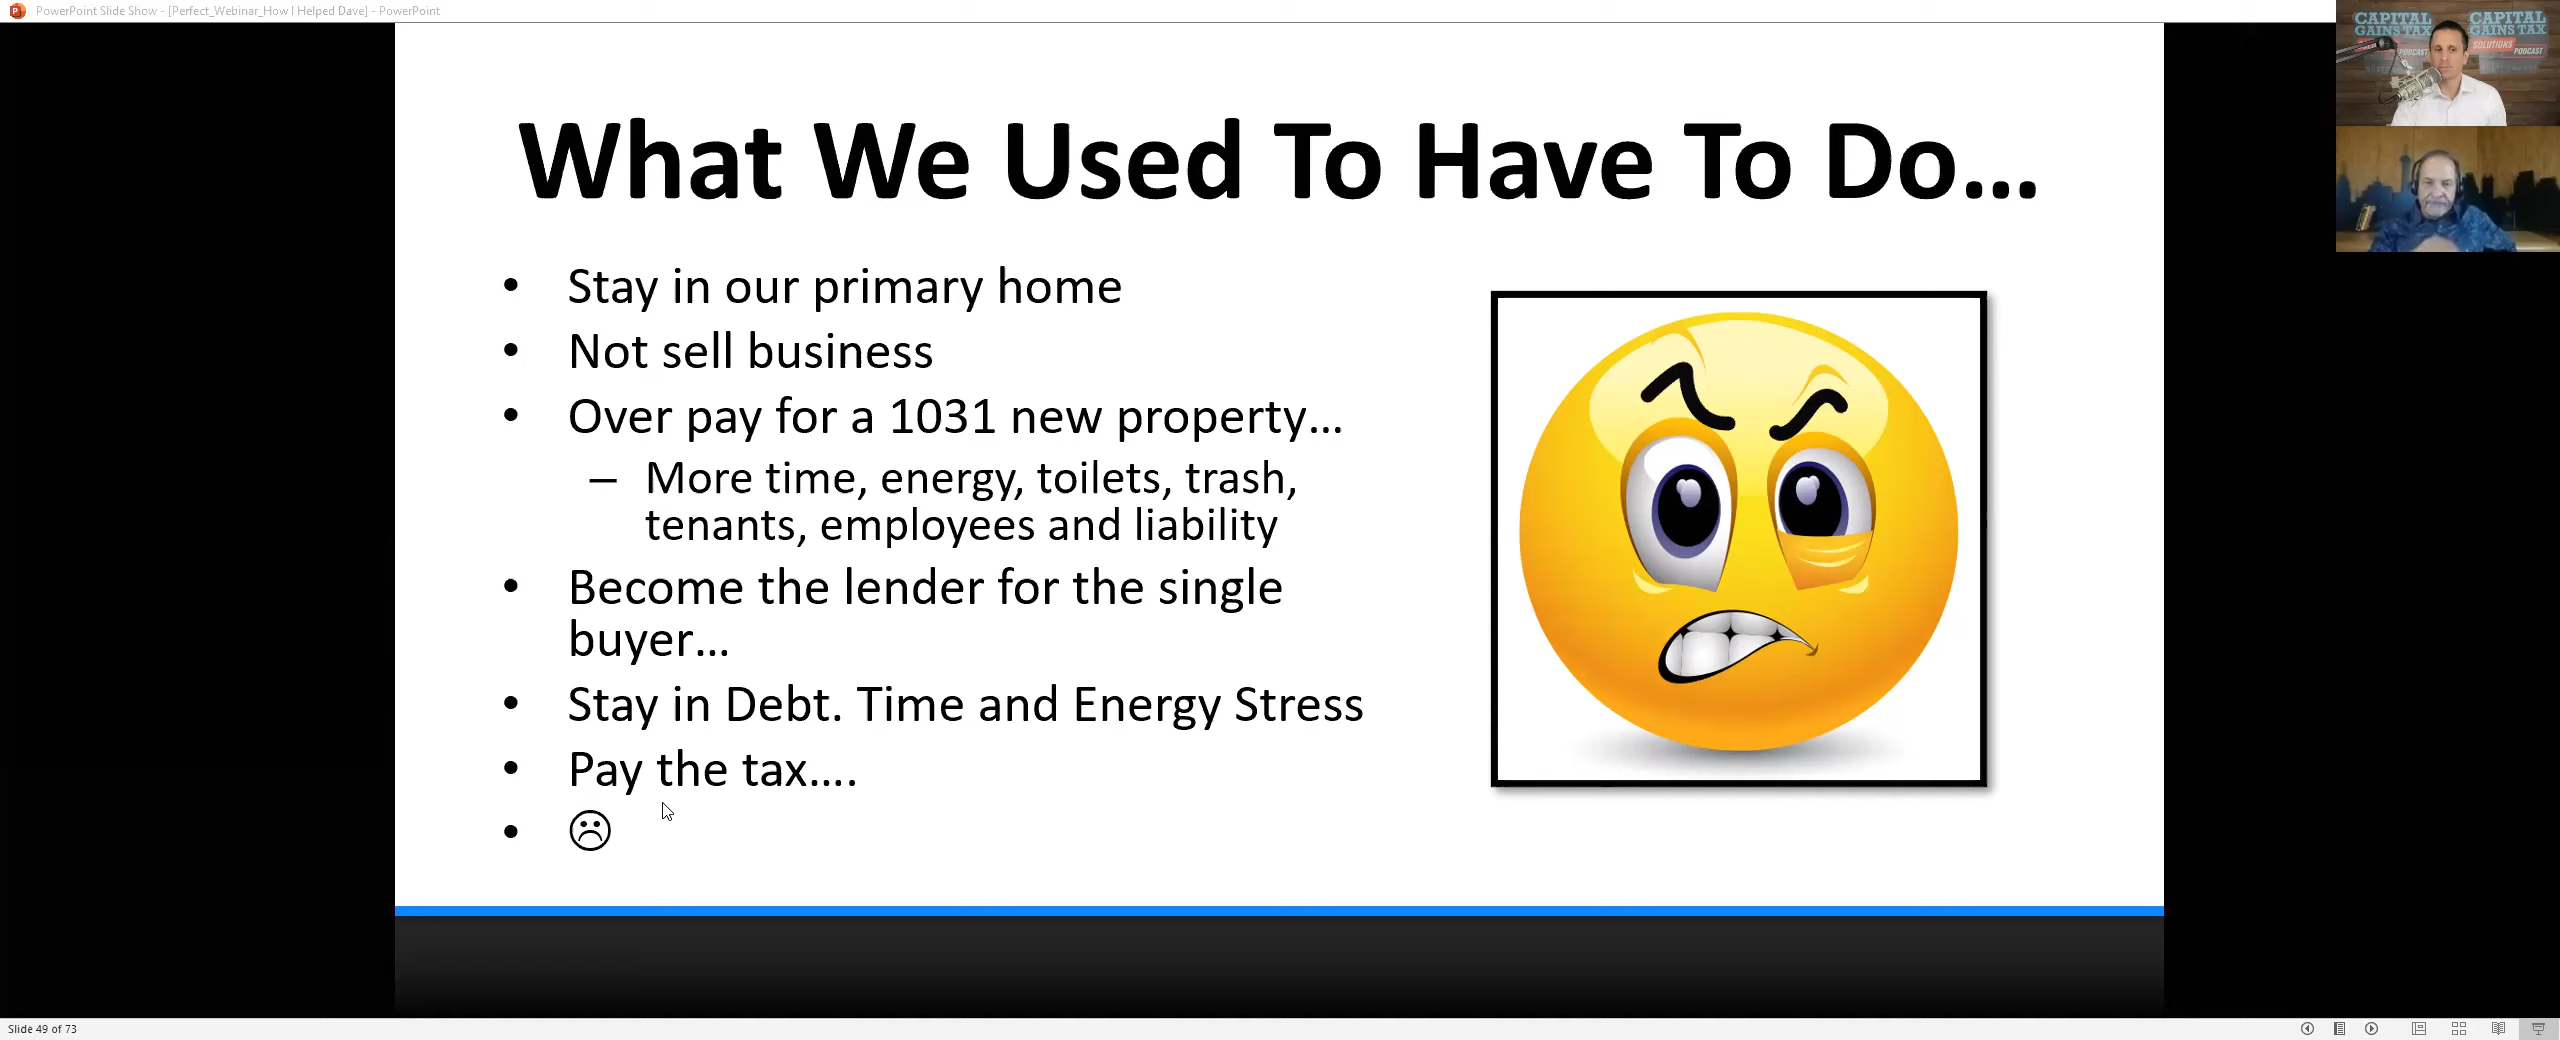 PowerPoint Slide Show - [Perfect_Webinar_How I Helped Dave] - PowerPoint
CAPITAL GAINS TAX
PODCAST
CAPITAL GAINS TAX
SOLUTIONS
PODCAST
What We Used To Have To Do...
• Stay in our primary home
• Not sell business
• Over pay for a 1031 new property...
– More time, energy, toilets, trash,
tenants, employees and liability
• Become the lender for the single
buyer...
• Stay in Debt. Time and Energy Stress
• Pay the tax....
• ☹
Slide 49 of 73